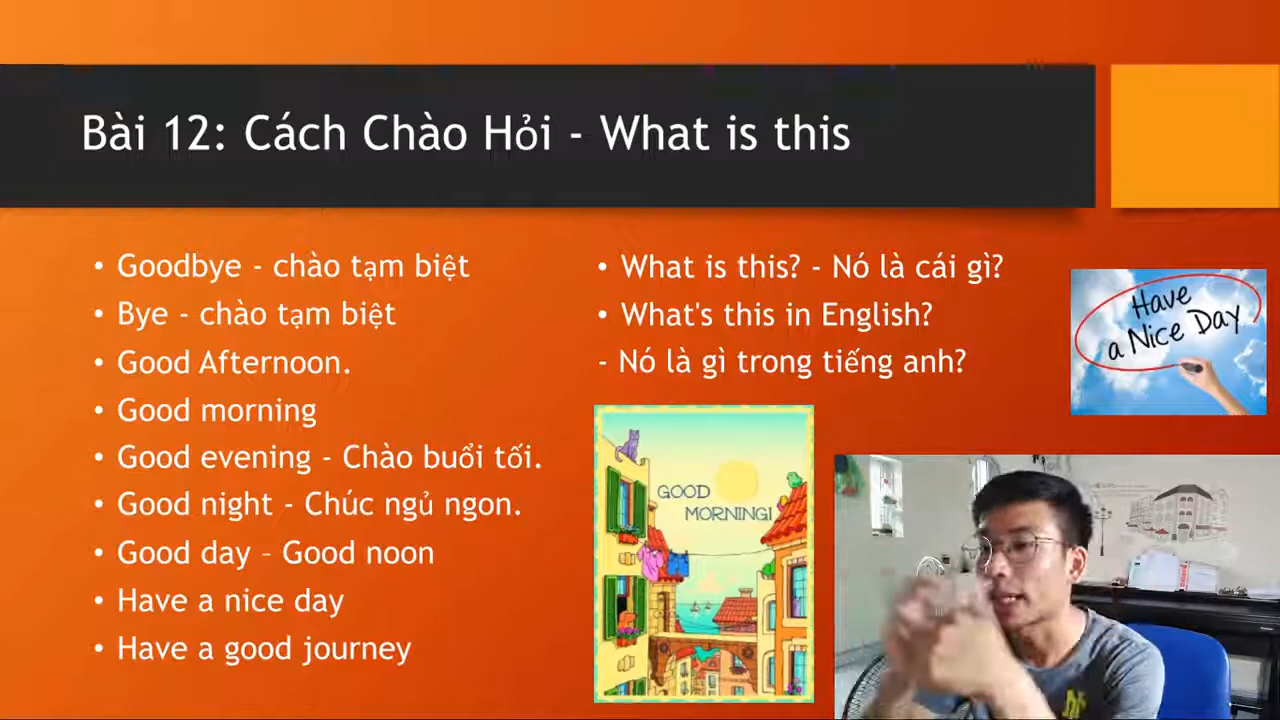 Bài 12: Cách Chào Hỏi - What is this
• Goodbye - chào tạm biệt
• Bye - chào tạm biệt
• Good Afternoon.
• Good morning
• Good evening - Chào buổi tối.
• Good night - Chúc ngủ ngon.
• Good day – Good noon
• Have a nice day
• Have a good journey
• What is this? - Nó là cái gì?
• What's this in English?
- Nó là gì trong tiếng anh?
Have
a Nice Day
GOOD
MORNING!